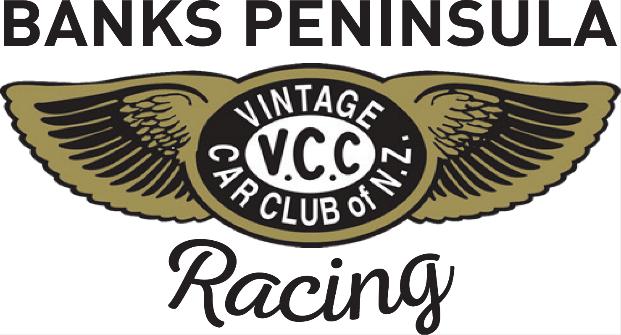 BANKS PENINSULA
VINTAGE
V.C.C
CAR CLUB of N.Z.
Racing